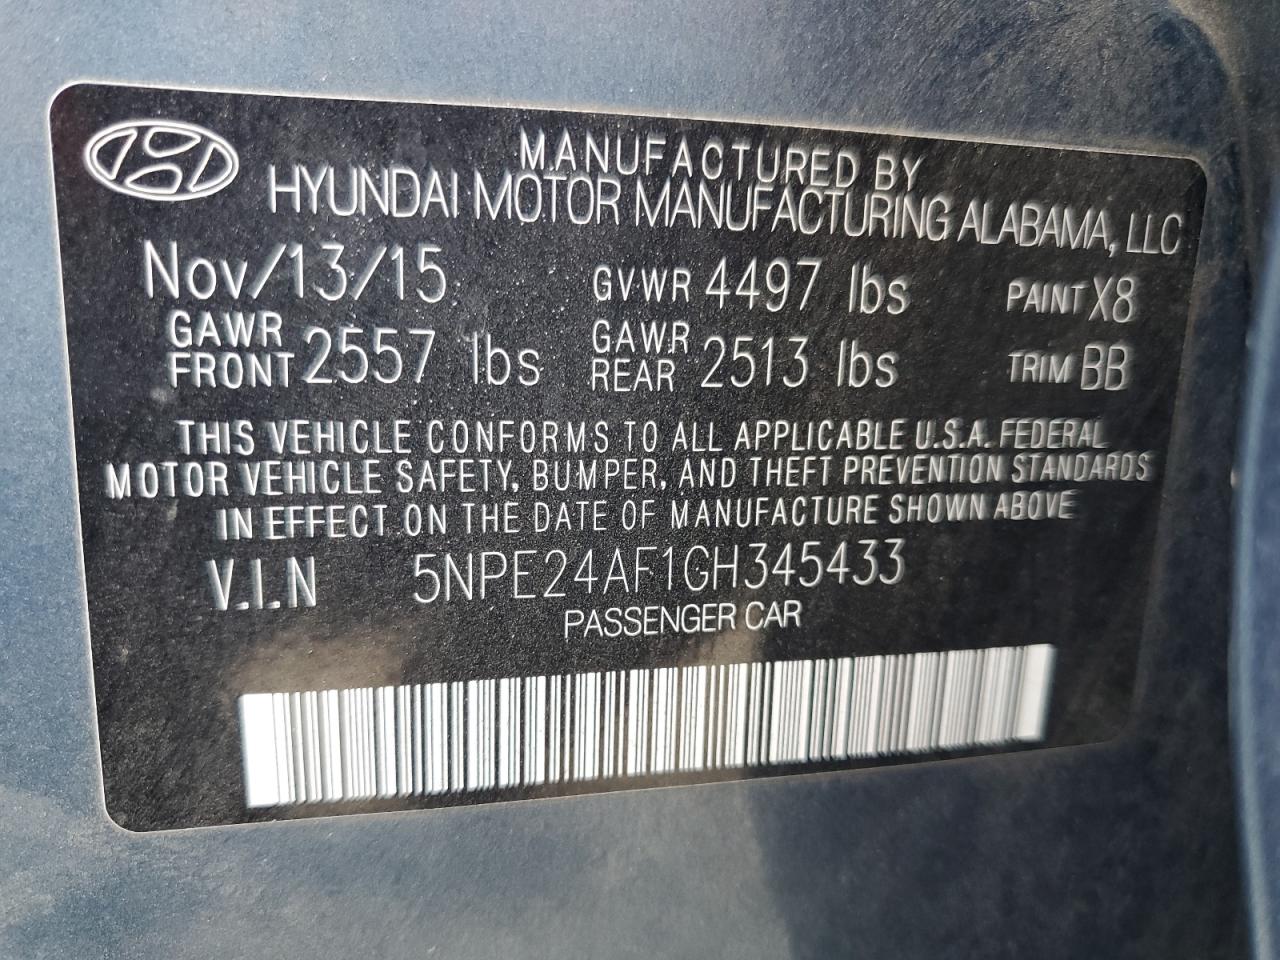 MANUFACTURED BY
HYUNDAI MOTOR MANUFACTURING ALABAMA, LLC
Nov/13/15 GVWR 4497 lbs PAINT X8
GAWR FRONT 2557 lbs GAWR REAR 2513 lbs TRIM BB
THIS VEHICLE CONFORMS TO ALL APPLICABLE U.S.A. FEDERAL
MOTOR VEHICLE SAFETY, BUMPER, AND THEFT PREVENTION STANDARDS
IN EFFECT ON THE DATE OF MANUFACTURE SHOWN ABOVE
V.I.N 5NPE24AF1GH345433
PASSENGER CAR